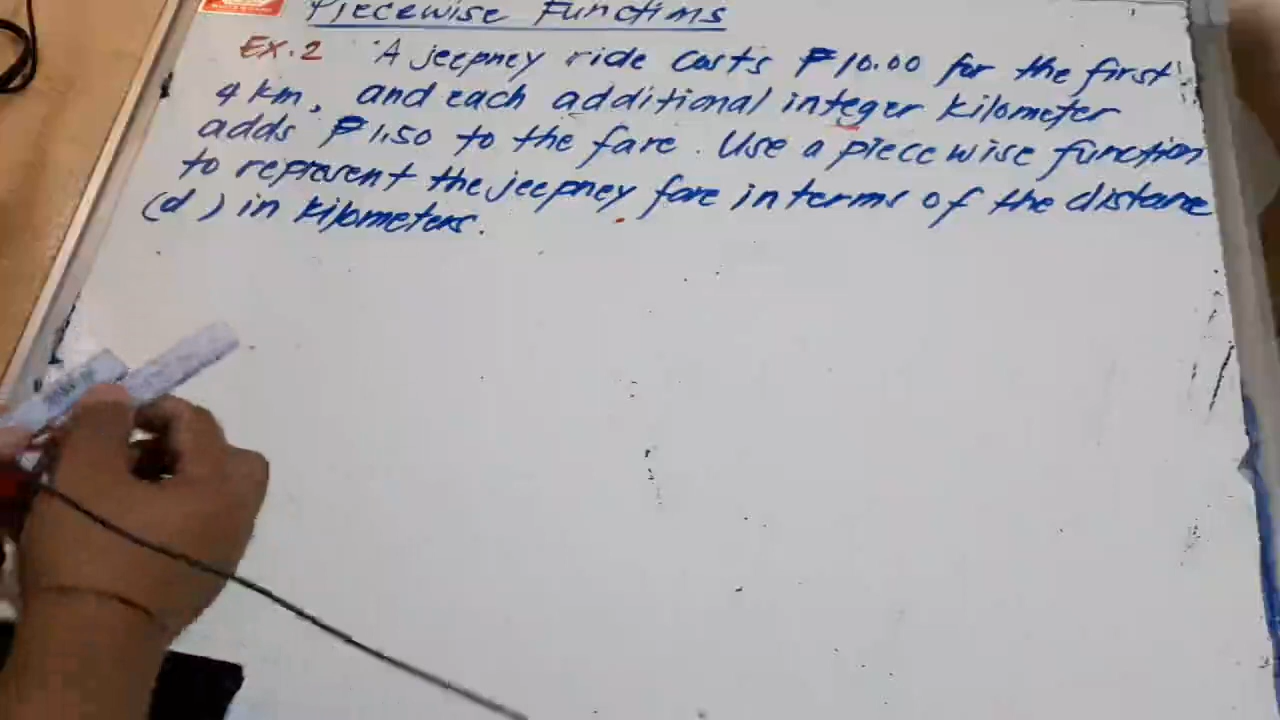 Piecewise Functions
Ex.2 A jeepney ride costs ₱10.00 for the first
4 km, and each additional integer kilometer
adds ₱1.50 to the fare. Use a piecewise function
to represent the jeepney fare in terms of the distance
(d) in kilometers.